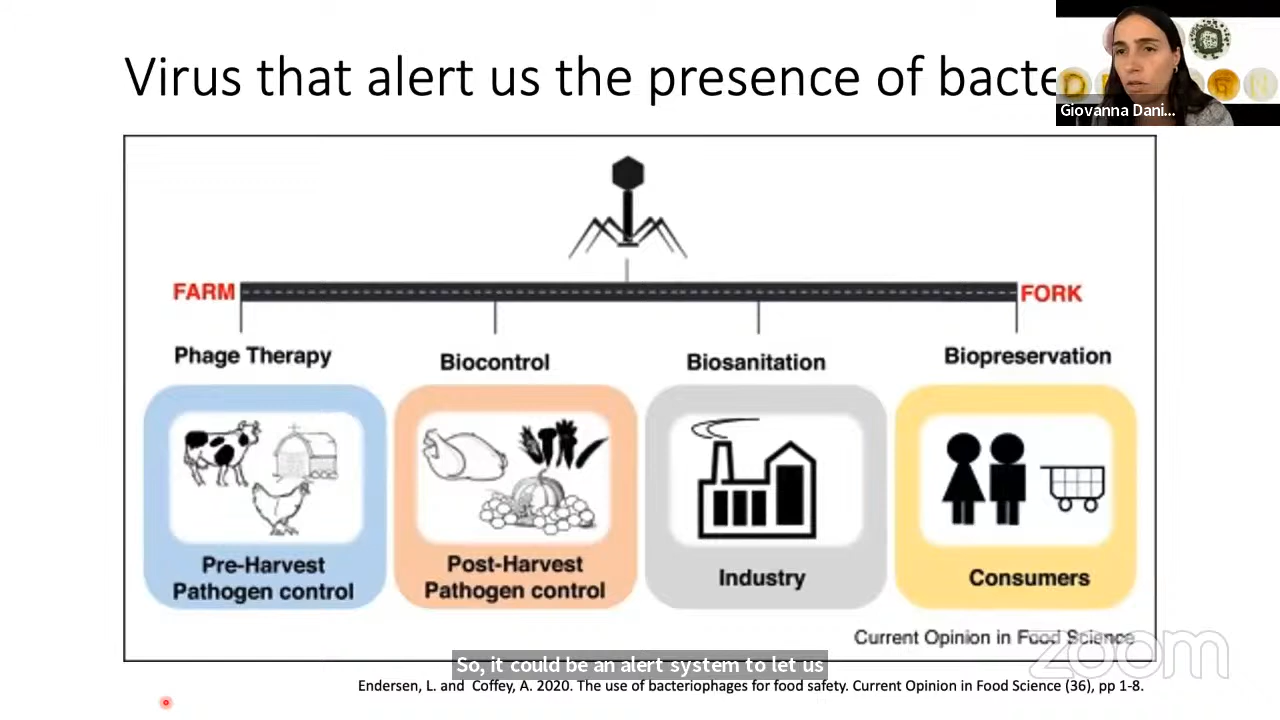 Virus that alert us the presence of bacte
Giovanna Dani...
FARM
FORK
Phage Therapy
Biocontrol
Biosanitation
Biopreservation
Pre-Harvest
Pathogen control
Post-Harvest
Pathogen control
Industry
Consumers
Current Opinion in Food Science
zoom
So, it could be an alert system to let us
Endersen, L. and Coffey, A. 2020. The use of bacteriophages for food safety. Current Opinion in Food Science (36), pp 1-8.